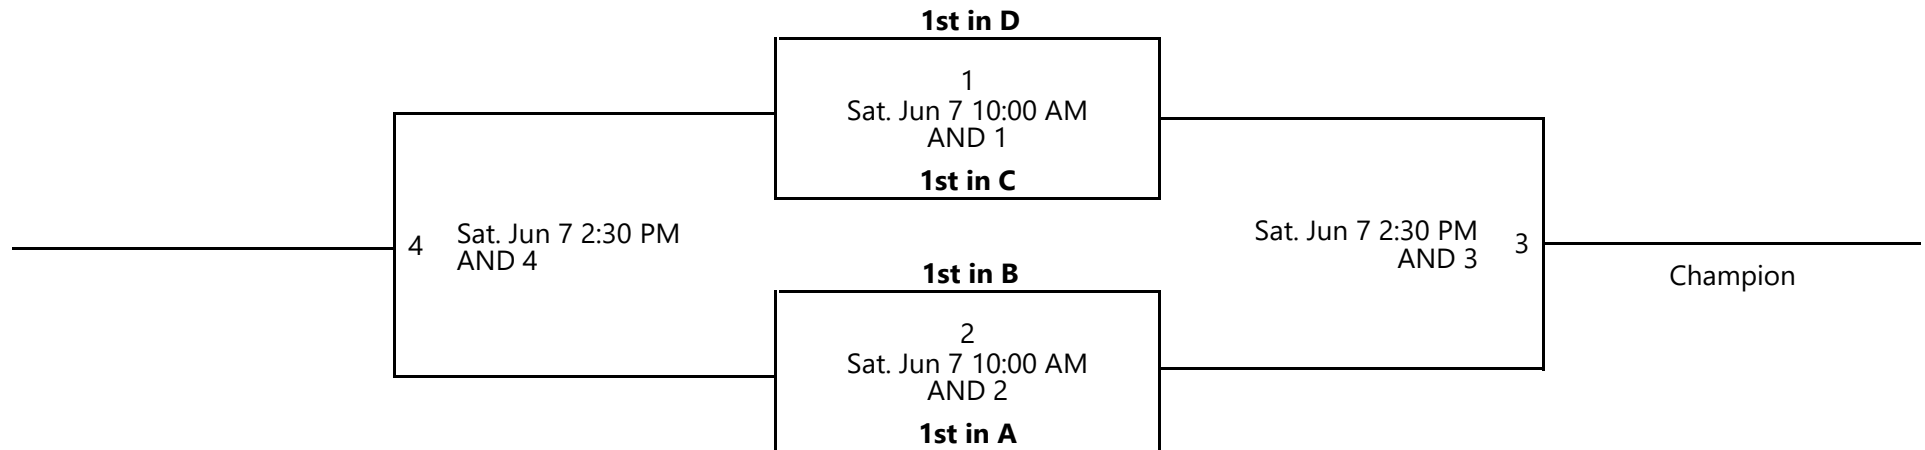 1st in D
1
Sat. Jun 7 10:00 AM
AND 1
1st in C
4
Sat. Jun 7 2:30 PM
AND 4
Sat. Jun 7 2:30 PM
AND 3
3
Champion
1st in B
2
Sat. Jun 7 10:00 AM
AND 2
1st in A